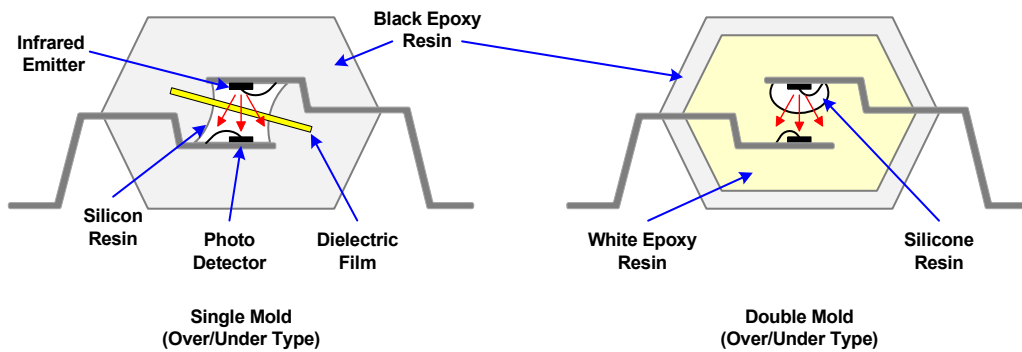 Infrared
Emitter
Black Epoxy
Resin
Silicon
Resin
Photo
Detector
Dielectric
Film
White Epoxy
Resin
Silicone
Resin
Single Mold
(Over/Under Type)
Double Mold
(Over/Under Type)